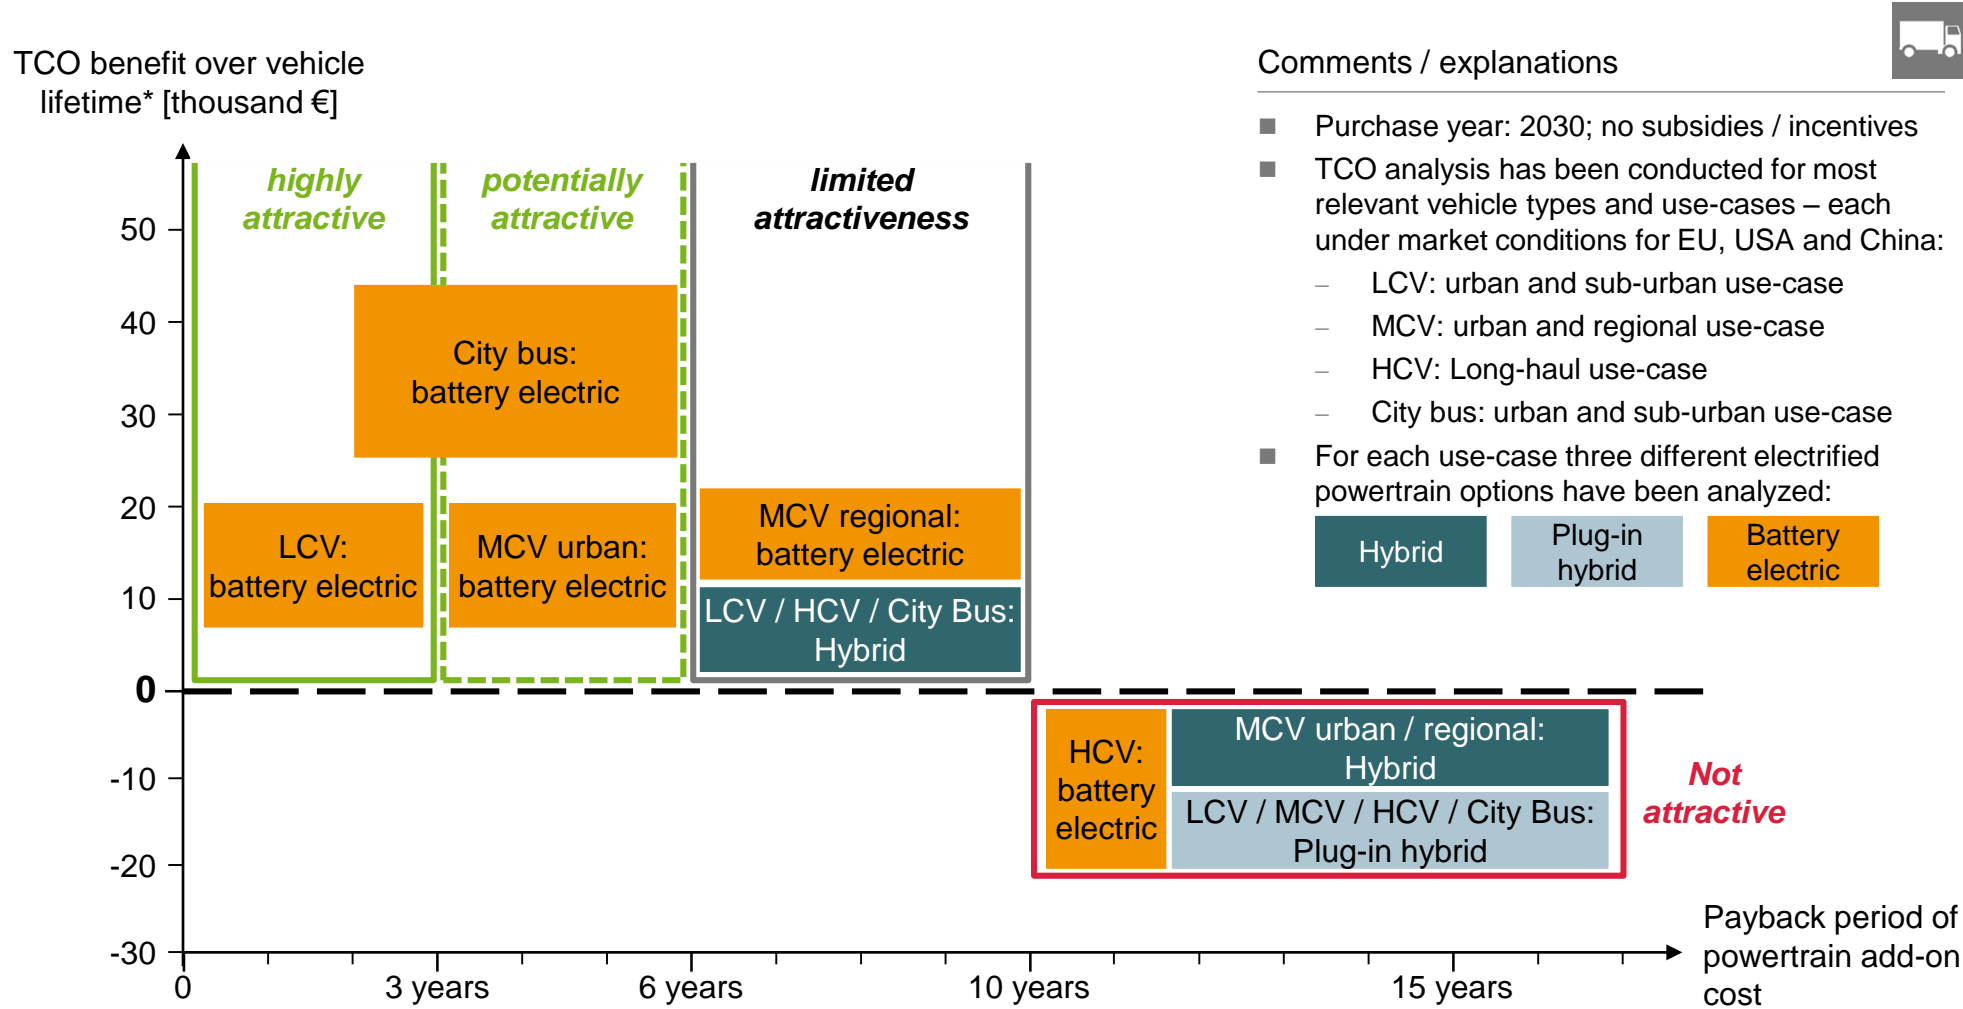 TCO benefit over vehicle
lifetime* [thousand €]
50
40
30
20
10
0
-10
-20
-30
highly
attractive
potentially
attractive
limited
attractiveness
City bus:
battery electric
LCV:
battery electric
MCV urban:
battery electric
MCV regional:
battery electric
LCV / HCV / City Bus:
Hybrid
HCV:
battery
electric
MCV urban / regional:
Hybrid
LCV / MCV / HCV / City Bus:
Plug-in hybrid
Not
attractive
0
3 years
6 years
10 years
15 years
Payback period of
powertrain add-on
cost
Comments / explanations
■ Purchase year: 2030; no subsidies / incentives
■ TCO analysis has been conducted for most
relevant vehicle types and use-cases – each
under market conditions for EU, USA and China:
– LCV: urban and sub-urban use-case
– MCV: urban and regional use-case
– HCV: Long-haul use-case
– City bus: urban and sub-urban use-case
■ For each use-case three different electrified
powertrain options have been analyzed:
Hybrid
Plug-in
hybrid
Battery
electric